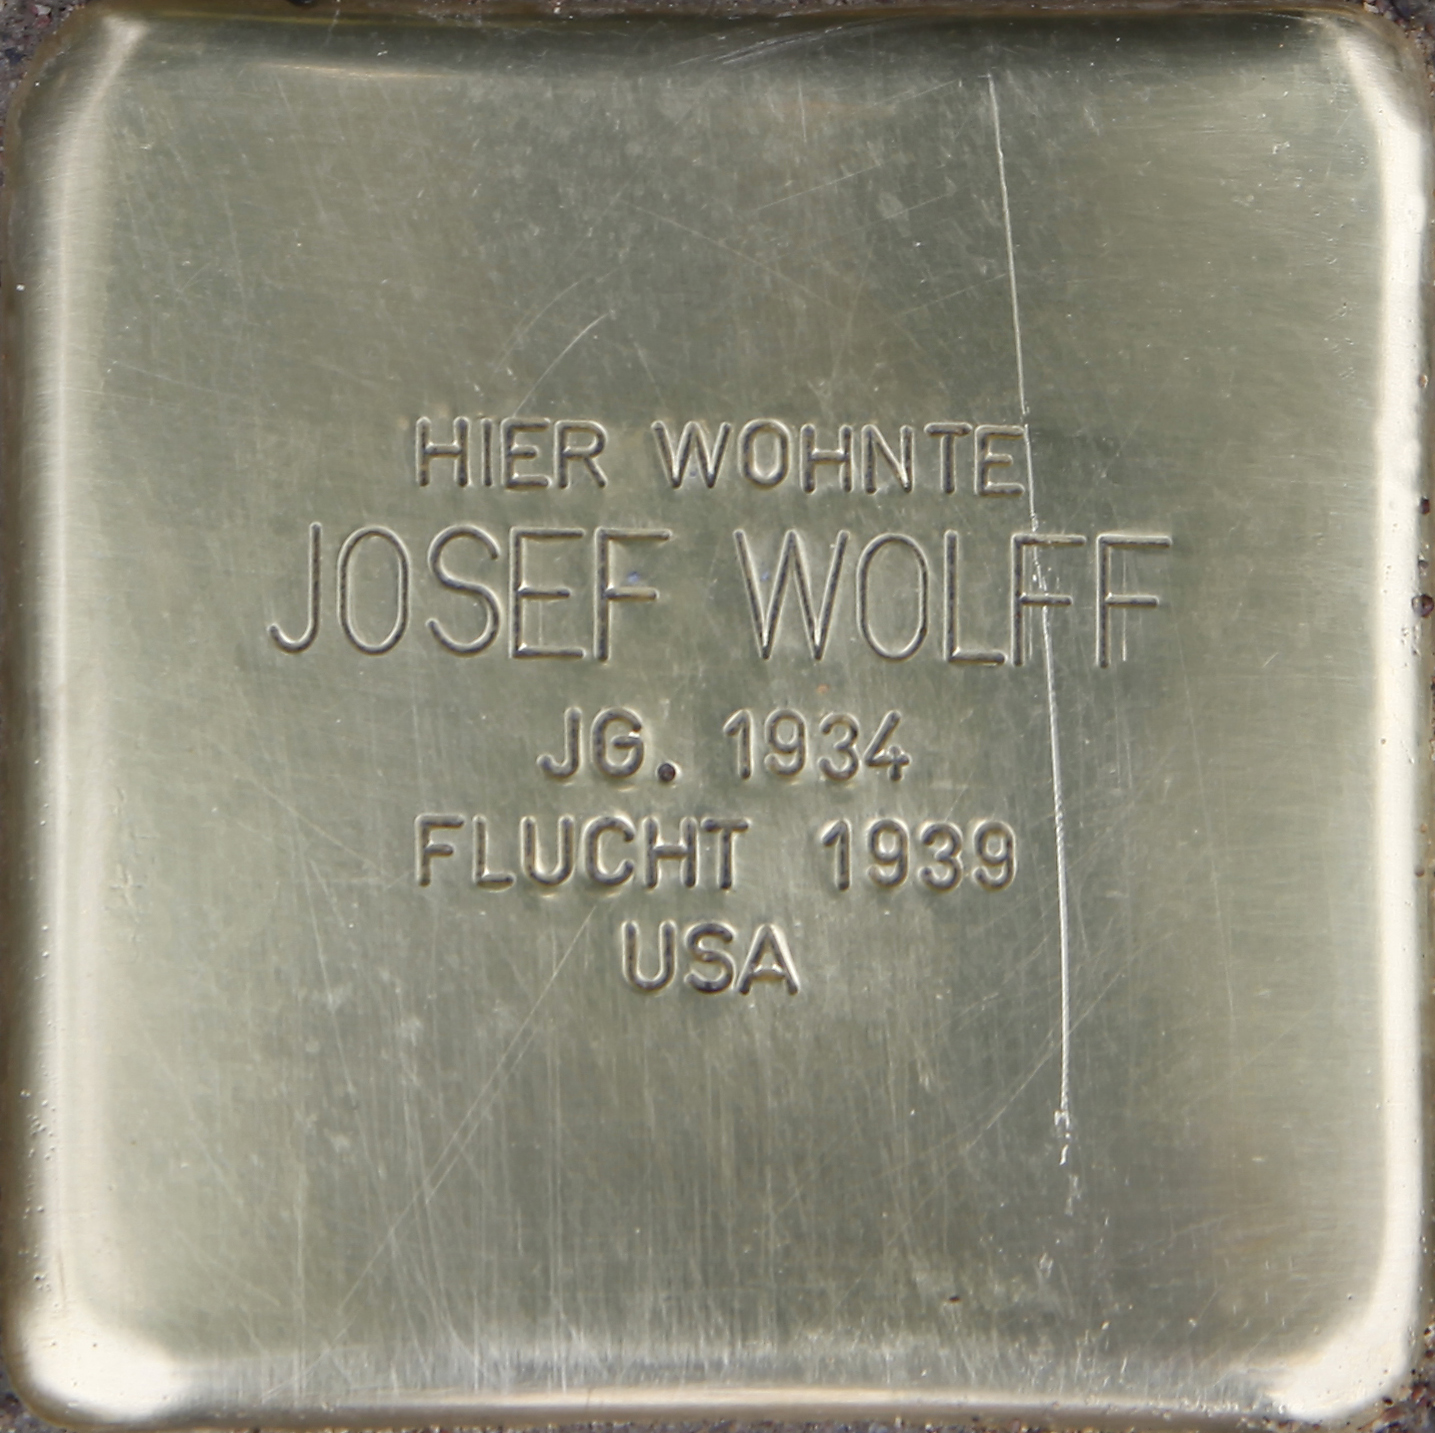 HIER WOHNTE
JOSEF WOLFF
JG. 1934
FLUCHT 1939
USA